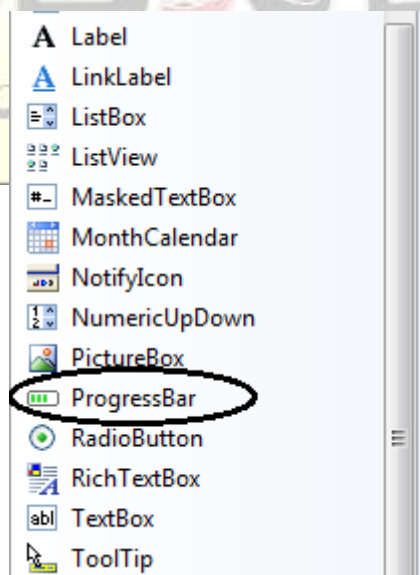 Label
LinkLabel
ListBox
ListView
MaskedTextBox
MonthCalendar
NotifyIcon
NumericUpDown
PictureBox
ProgressBar
RadioButton
RichTextBox
TextBox
ToolTip